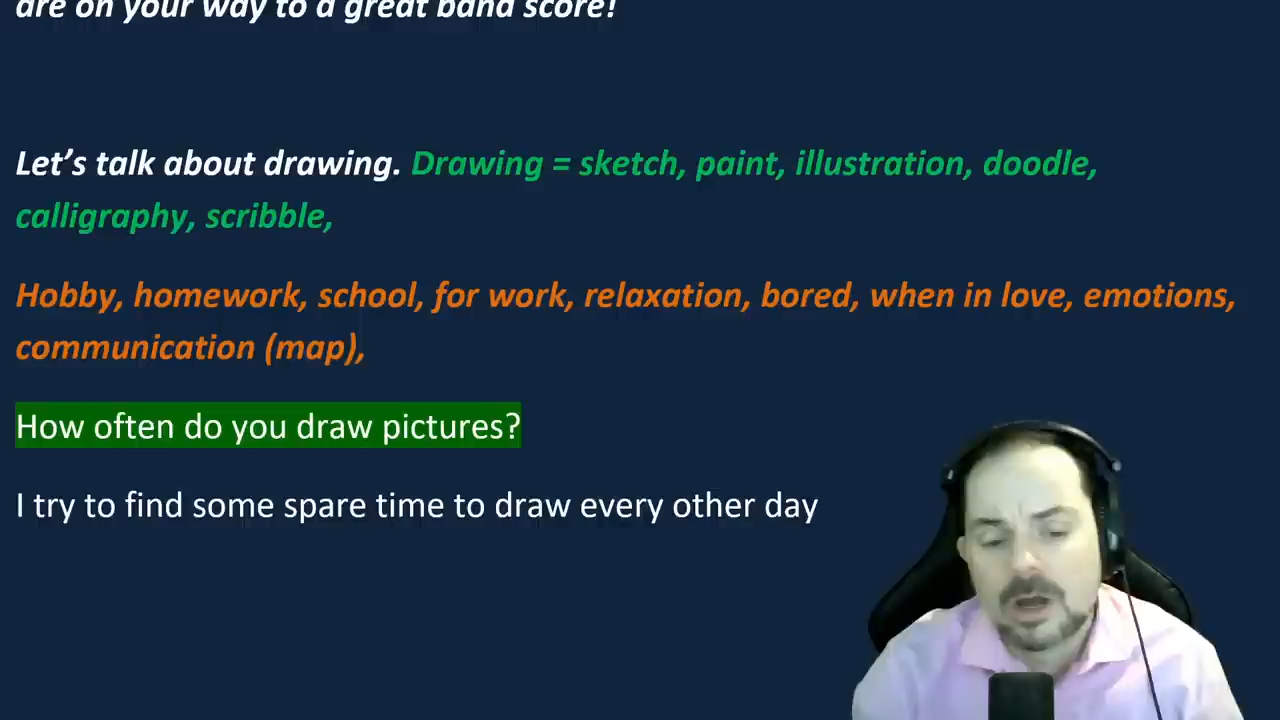 are on your way to a great band score!
Let’s talk about drawing. Drawing = sketch, paint, illustration, doodle,
calligraphy, scribble,
Hobby, homework, school, for work, relaxation, bored, when in love, emotions,
communication (map),
How often do you draw pictures?
I try to find some spare time to draw every other day